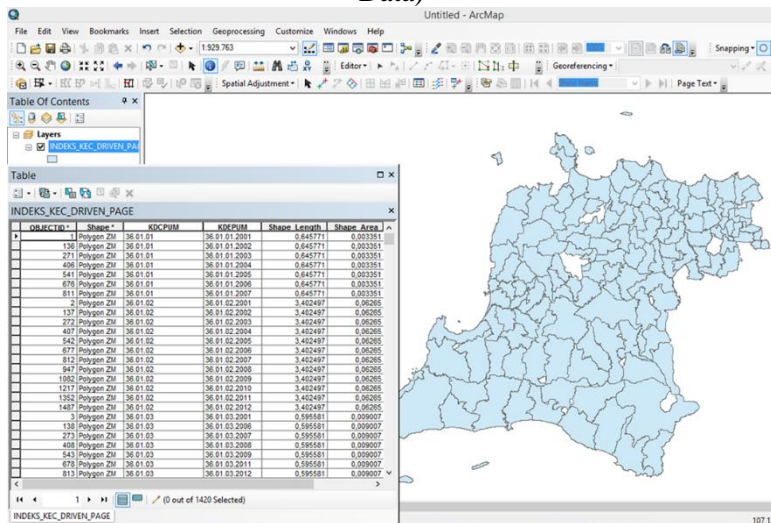 Data)
Untitled - ArcMap
File Edit View Bookmarks Insert Selection Geoprocessing Customize Windows Help
1:929.763
Snapping
Editor
Georeferencing
Spatial Adjustment
Page Text
Table Of Contents
Layers
INDEKS_KEC_DRIVEN_PA
Table
INDEKS_KEC_DRIVEN_PAGE
OBJECTID * Shape * KDCPUM KDEPUM Shape_Length Shape_Area
1 Polygon ZM 36.01.01 36.01.01.2001 0,645771 0,003351
136 Polygon ZM 36.01.01 36.01.01.2002 0,645771 0,003351
271 Polygon ZM 36.01.01 36.01.01.2003 0,645771 0,003351
406 Polygon ZM 36.01.01 36.01.01.2004 0,645771 0,003351
541 Polygon ZM 36.01.01 36.01.01.2005 0,645771 0,003351
676 Polygon ZM 36.01.01 36.01.01.2006 0,645771 0,003351
811 Polygon ZM 36.01.01 36.01.01.2007 0,645771 0,003351
2 Polygon ZM 36.01.02 36.01.02.2001 3,402497 0,06265
137 Polygon ZM 36.01.02 36.01.02.2002 3,402497 0,06265
272 Polygon ZM 36.01.02 36.01.02.2003 3,402497 0,06265
407 Polygon ZM 36.01.02 36.01.02.2004 3,402497 0,06265
542 Polygon ZM 36.01.02 36.01.02.2005 3,402497 0,06265
677 Polygon ZM 36.01.02 36.01.02.2006 3,402497 0,06265
812 Polygon ZM 36.01.02 36.01.02.2007 3,402497 0,06265
947 Polygon ZM 36.01.02 36.01.02.2008 3,402497 0,06265
1082 Polygon ZM 36.01.02 36.01.02.2009 3,402497 0,06265
1217 Polygon ZM 36.01.02 36.01.02.2010 3,402497 0,06265
1352 Polygon ZM 36.01.02 36.01.02.2011 3,402497 0,06265
1487 Polygon ZM 36.01.02 36.01.02.2012 3,402497 0,06265
3 Polygon ZM 36.01.03 36.01.03.2001 0,595581 0,009007
138 Polygon ZM 36.01.03 36.01.03.2006 0,595581 0,009007
273 Polygon ZM 36.01.03 36.01.03.2007 0,595581 0,009007
408 Polygon ZM 36.01.03 36.01.03.2008 0,595581 0,009007
543 Polygon ZM 36.01.03 36.01.03.2009 0,595581 0,009007
678 Polygon ZM 36.01.03 36.01.03.2011 0,595581 0,009007
813 Polygon ZM 36.01.03 36.01.03.2012 0,595581 0,009007
1 (0 out of 1420 Selected)
INDEKS_KEC_DRIVEN_PAGE
107,1